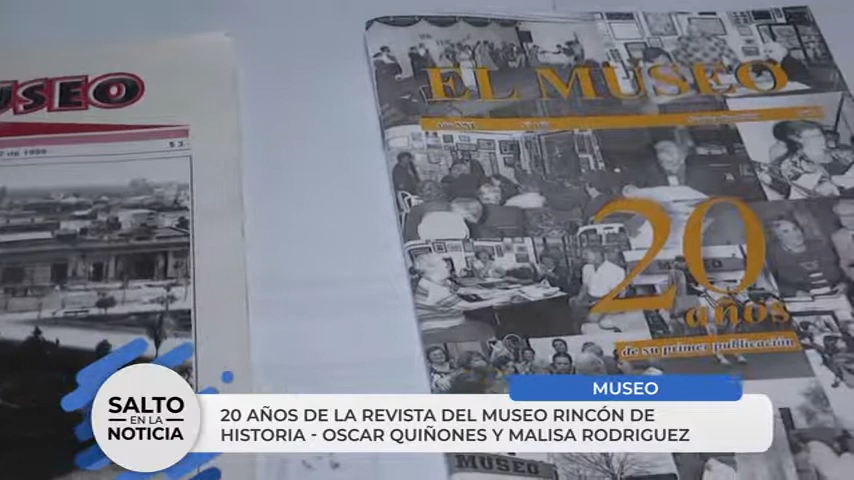 EL MUSEO
USEO
$ 3.
20
años
de su primer publicación
MUSEO
SALTO
EN LA
NOTICIA
20 AÑOS DE LA REVISTA DEL MUSEO RINCÓN DE
HISTORIA - OSCAR QUIÑONES Y MALISA RODRIGUEZ
MUSEO